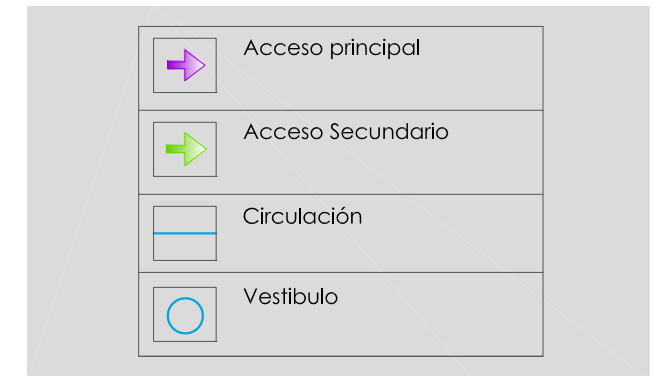 Acceso principal
Acceso Secundario
Circulación
Vestibulo